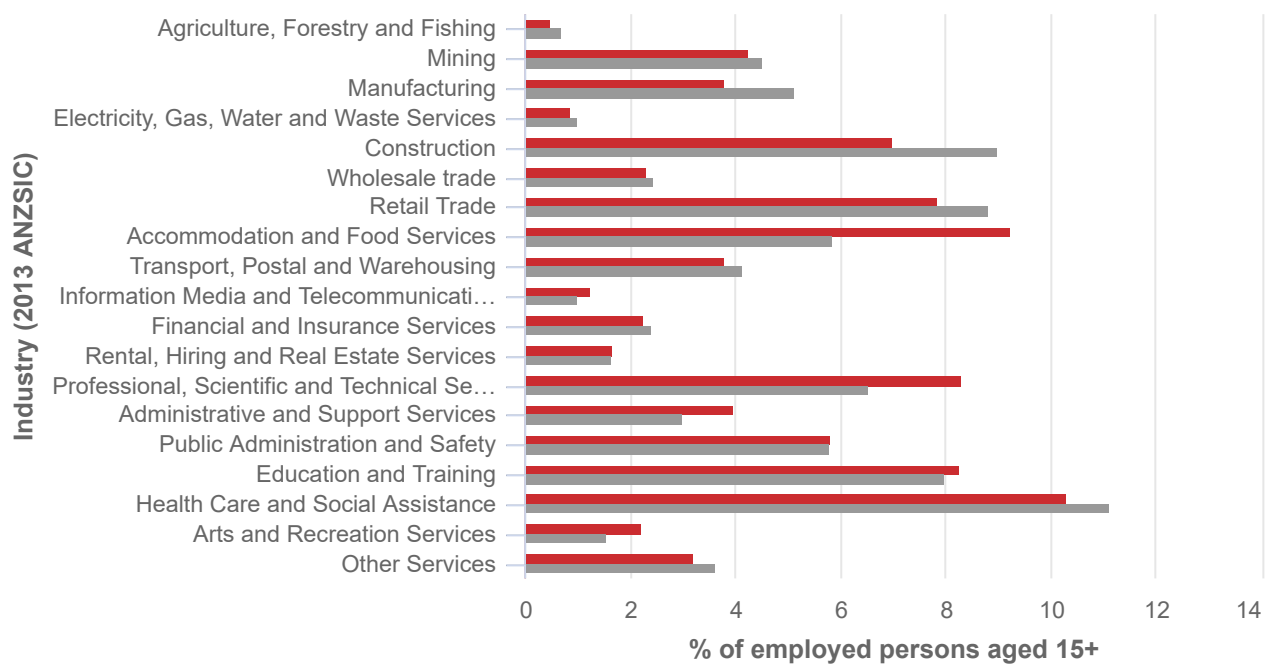 Agriculture, Forestry and Fishing
Mining
Manufacturing
Electricity, Gas, Water and Waste Services
Construction
Wholesale trade
Retail Trade
Accommodation and Food Services
Transport, Postal and Warehousing
Information Media and Telecommunicati…
Financial and Insurance Services
Rental, Hiring and Real Estate Services
Professional, Scientific and Technical Se…
Administrative and Support Services
Public Administration and Safety
Education and Training
Health Care and Social Assistance
Arts and Recreation Services
Other Services
Industry (2013 ANZSIC)
0 2 4 6 8 10 12 14
% of employed persons aged 15+